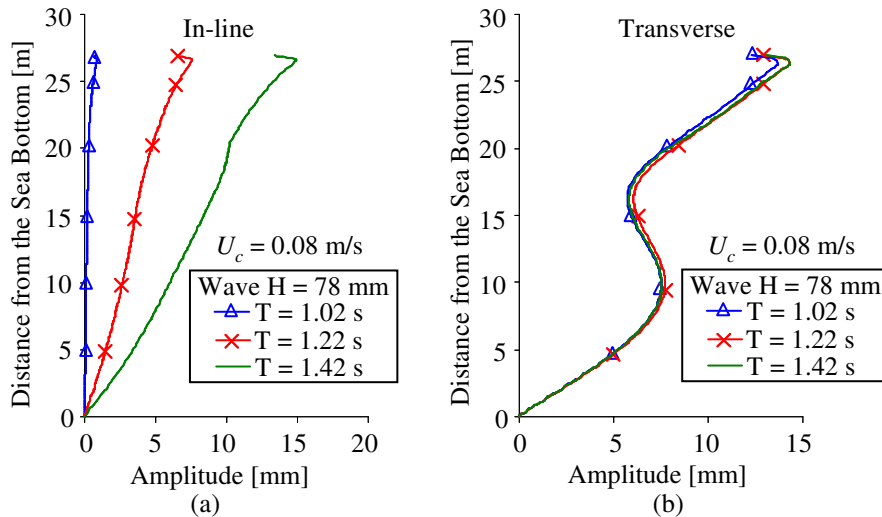 In-line
Distance from the Sea Bottom [m]
30
25
20
15
10
5
0
U_c = 0.08 m/s
Wave H = 78 mm
T = 1.02 s
T = 1.22 s
T = 1.42 s
0 5 10 15 20
Amplitude [mm]
(a)
Transverse
Distance from the Sea Bottom [m]
30
25
20
15
10
5
0
U_c = 0.08 m/s
Wave H = 78 mm
T = 1.02 s
T = 1.22 s
T = 1.42 s
0 5 10 15
Amplitude [mm]
(b)